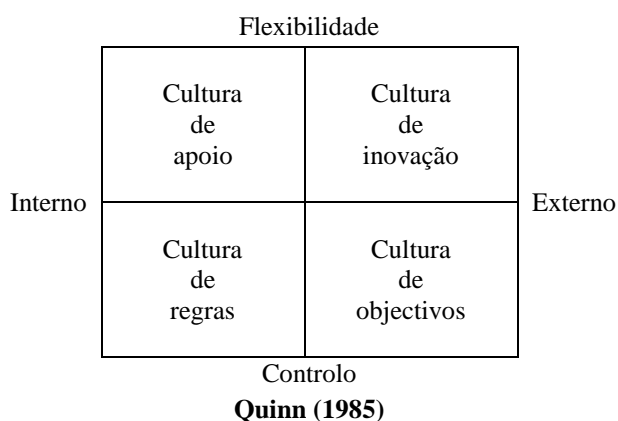 Flexibilidade
Cultura
de
apoio
Cultura
de
inovação
Interno
Externo
Cultura
de
regras
Cultura
de
objectivos
Controlo
Quinn (1985)